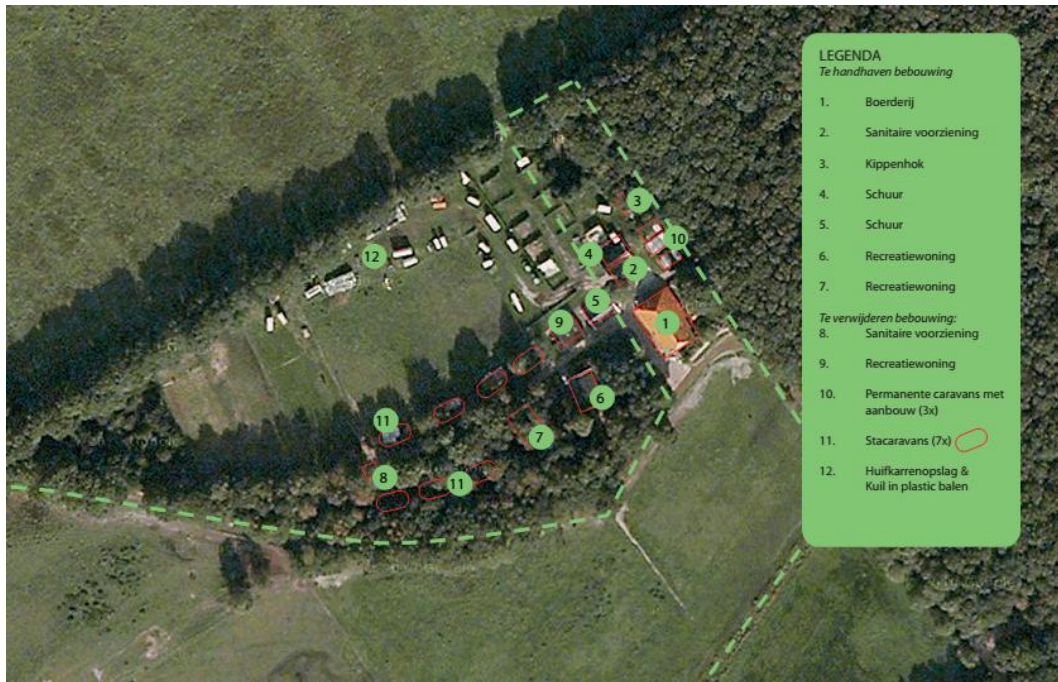 LEGENDA
Te handhaven bebouwing
1. Boerderij
2. Sanitaire voorziening
3. Kippenhok
4. Schuur
5. Schuur
6. Recreatiewoning
7. Recreatiewoning
Te verwijderen bebouwing:
8. Sanitaire voorziening
9. Recreatiewoning
10. Permanente caravans met
aanbouw (3x)
11. Stacaravans (7x)
12. Huifkarrenopslag &
Kuil in plastic balen
3
10
4
12
2
5
1
9
6
11
7
8
11